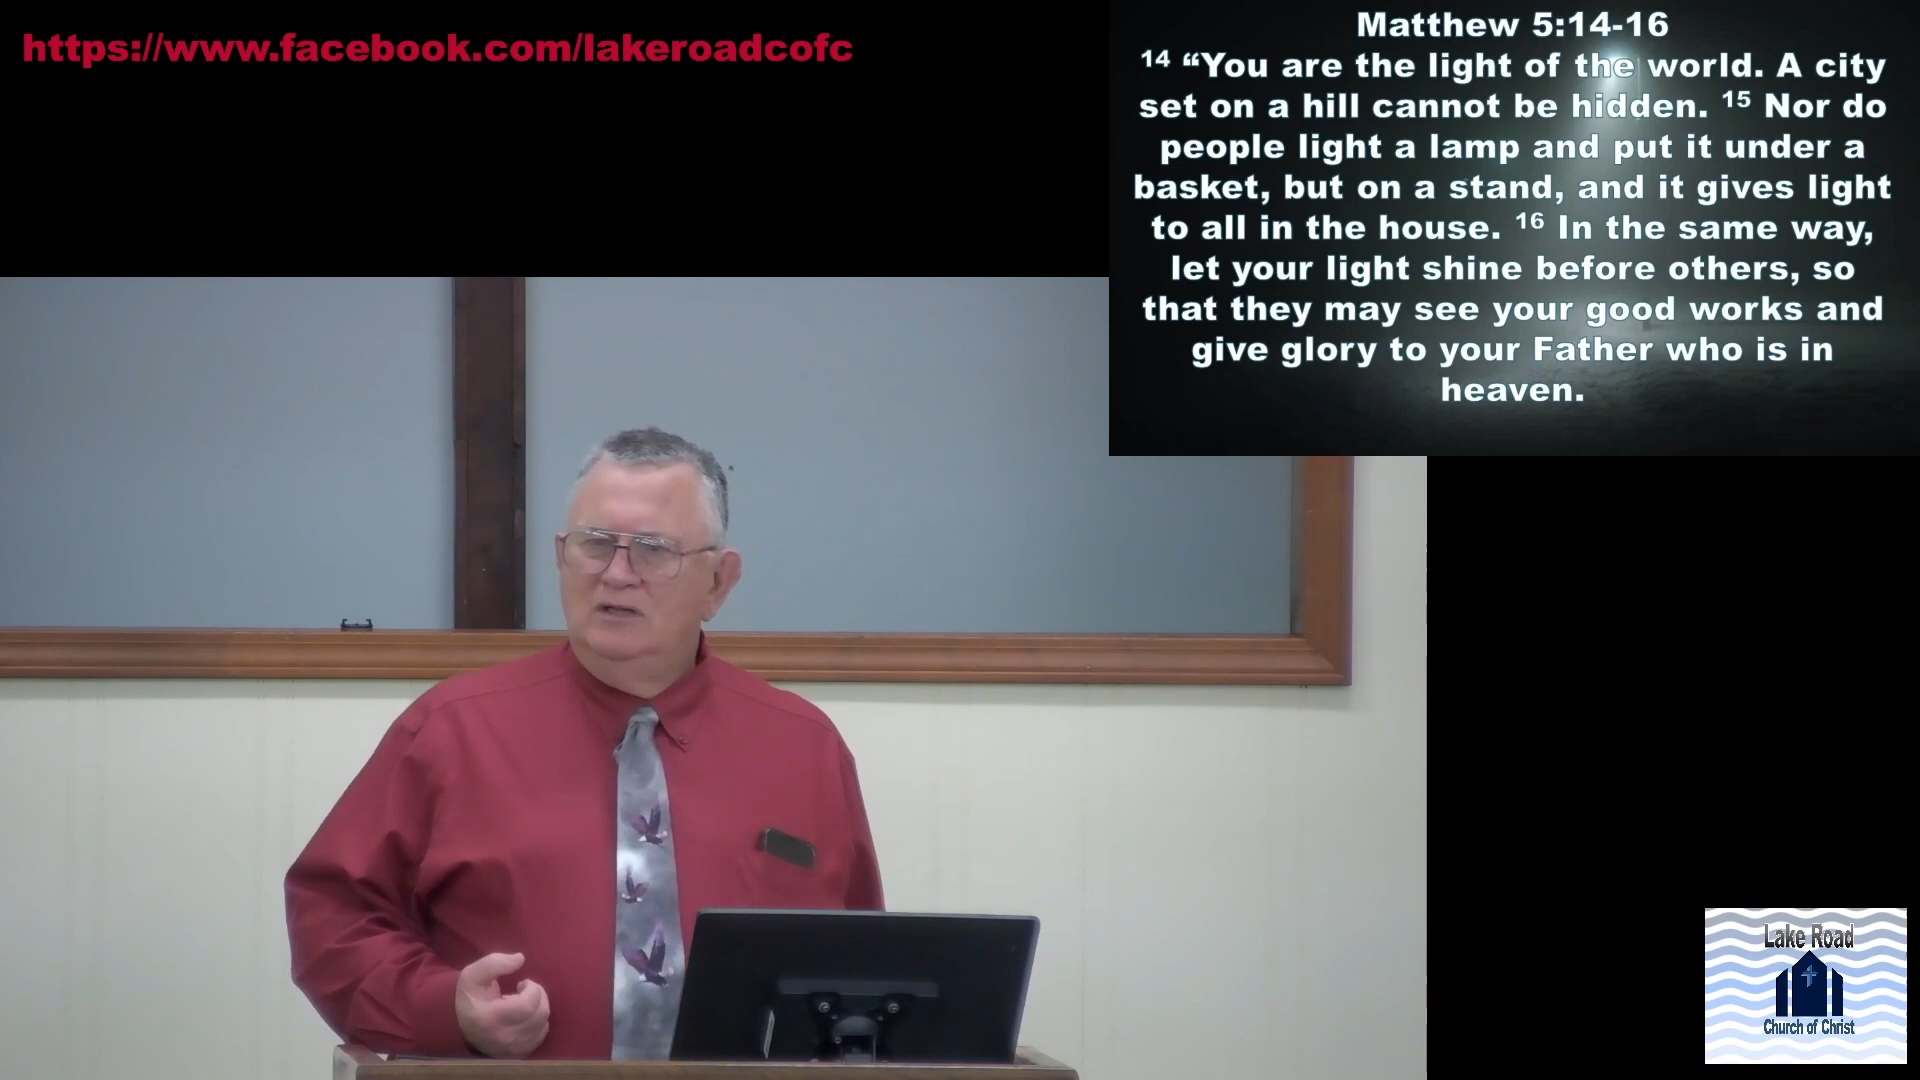 https://www.facebook.com/lakeroadcofc
Matthew 5:14-16
14 “You are the light of the world. A city
set on a hill cannot be hidden. 15 Nor do
people light a lamp and put it under a
basket, but on a stand, and it gives light
to all in the house. 16 In the same way,
let your light shine before others, so
that they may see your good works and
give glory to your Father who is in
heaven.
Lake Road
Church of Christ